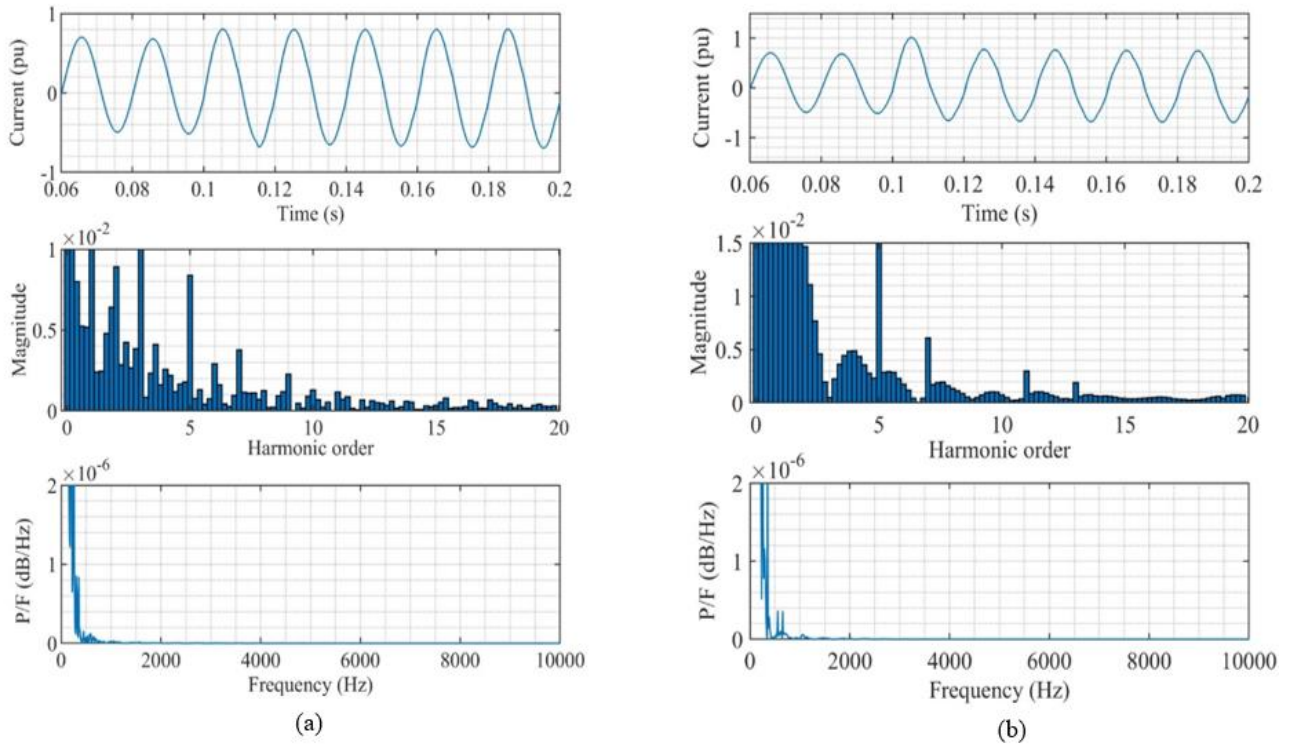 Current (pu)
1
0
-1
0.06 0.08 0.1 0.12 0.14 0.16 0.18 0.2
Time (s)
×10-2
Magnitude
1
0.5
0
0 5 10 15 20
Harmonic order
×10-6
P/F (dB/Hz)
2
1
0
0 2000 4000 6000 8000 10000
Frequency (Hz)
(a)
Current (pu)
1
0
-1
0.06 0.08 0.1 0.12 0.14 0.16 0.18 0.2
Time (s)
×10-2
Magnitude
1.5
1
0.5
0
0 5 10 15 20
Harmonic order
×10-6
P/F (dB/Hz)
2
1
0
0 2000 4000 6000 8000 10000
Frequency (Hz)
(b)